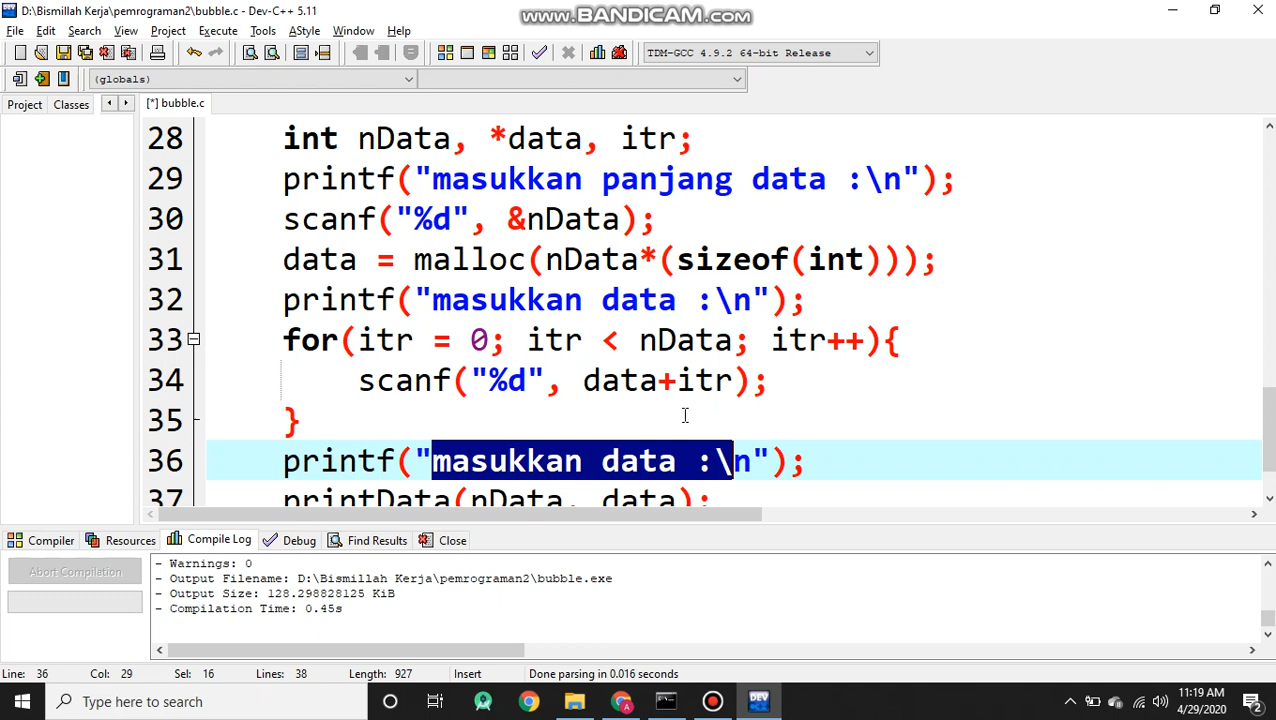 D:\Bismillah Kerja\pemrograman2\bubble.c - Dev-C++ 5.11
www.BANDICAM.com
File Edit Search View Project Execute Tools AStyle Window Help
TDM-GCC 4.9.2 64-bit Release
(globals)
Project Classes [*] bubble.c
28 int nData, *data, itr;
29 printf("masukkan panjang data :\n");
30 scanf("%d", &nData);
31 data = malloc(nData*(sizeof(int)));
32 printf("masukkan data :\n");
33 for(itr = 0; itr < nData; itr++){
34 scanf("%d", data+itr);
35 }
36 printf("masukkan data :\n");
37 printData(nData, data);
Compiler Resources Compile Log Debug Find Results Close
Abort Compilation
- Warnings: 0
- Output Filename: D:\Bismillah Kerja\pemrograman2\bubble.exe
- Output Size: 128.298828125 KiB
- Compilation Time: 0.45s
Line: 36 Col: 29 Sel: 16 Lines: 38 Length: 927 Insert Done parsing in 0.016 seconds
Type here to search
DEV
11:19 AM
4/29/2020
2